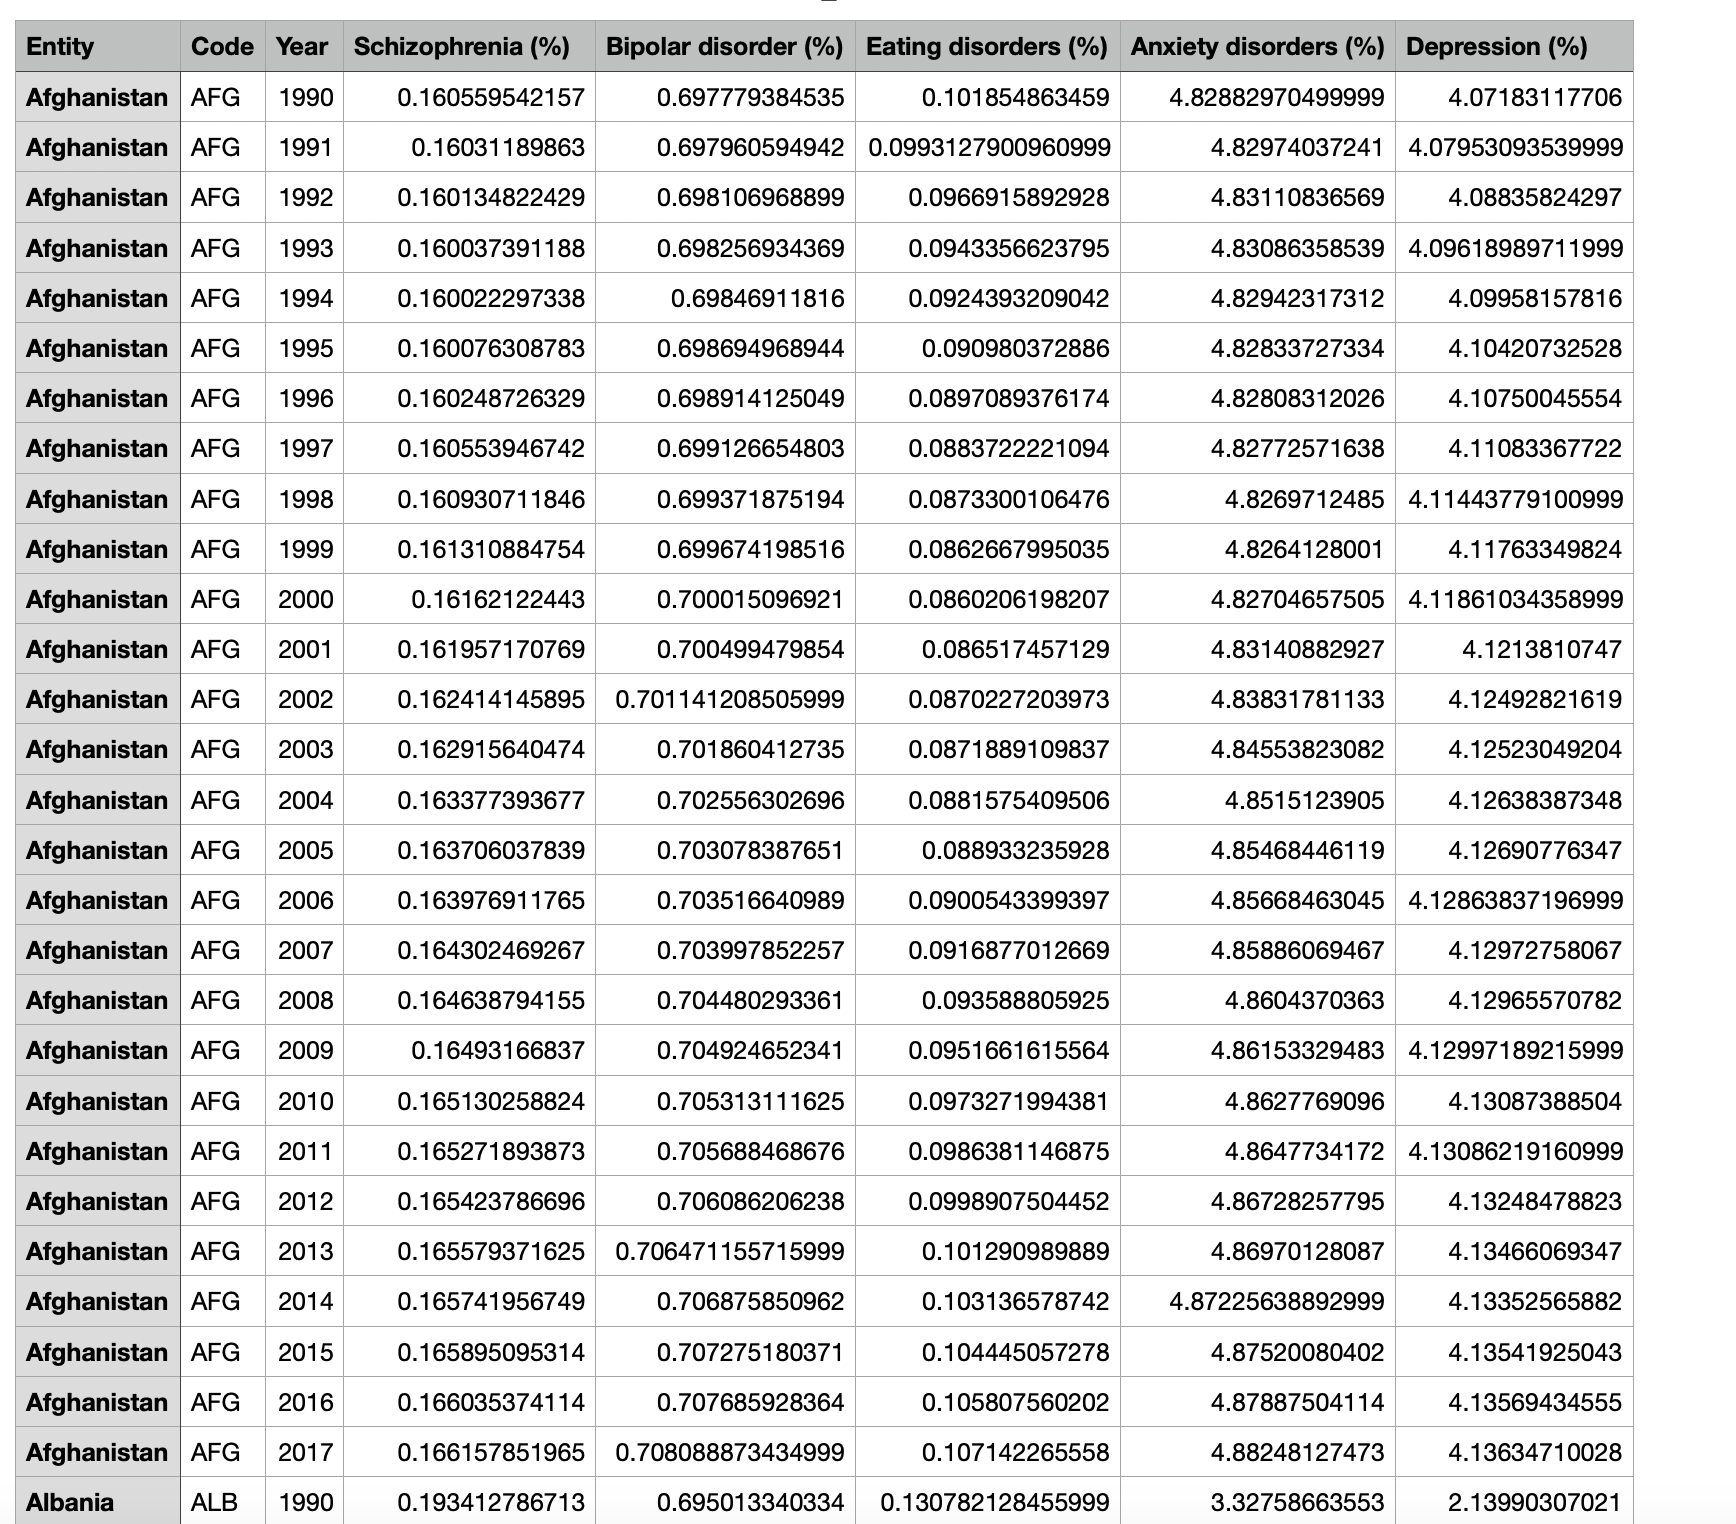 Entity Code Year Schizophrenia (%) Bipolar disorder (%) Eating disorders (%) Anxiety disorders (%) Depression (%)
Afghanistan AFG 1990 0.160559542157 0.697779384535 0.101854863459 4.82882970499999 4.07183117706
Afghanistan AFG 1991 0.16031189863 0.697960594942 0.0993127900960999 4.82974037241 4.07953093539999
Afghanistan AFG 1992 0.160134822429 0.698106968899 0.0966915892928 4.83110836569 4.08835824297
Afghanistan AFG 1993 0.160037391188 0.698256934369 0.0943356623795 4.83086358539 4.09618989711999
Afghanistan AFG 1994 0.160022297338 0.69846911816 0.0924393209042 4.82942317312 4.09958157816
Afghanistan AFG 1995 0.160076308783 0.698694968944 0.090980372886 4.82833727334 4.10420732528
Afghanistan AFG 1996 0.160248726329 0.698914125049 0.0897089376174 4.82808312026 4.10750045554
Afghanistan AFG 1997 0.160553946742 0.699126654803 0.0883722221094 4.82772571638 4.11083367722
Afghanistan AFG 1998 0.160930711846 0.699371875194 0.0873300106476 4.8269712485 4.11443779100999
Afghanistan AFG 1999 0.161310884754 0.699674198516 0.0862667995035 4.8264128001 4.11763349824
Afghanistan AFG 2000 0.16162122443 0.700015096921 0.0860206198207 4.82704657505 4.11861034358999
Afghanistan AFG 2001 0.161957170769 0.700499479854 0.086517457129 4.83140882927 4.1213810747
Afghanistan AFG 2002 0.162414145895 0.701141208505999 0.0870227203973 4.83831781133 4.12492821619
Afghanistan AFG 2003 0.162915640474 0.701860412735 0.0871889109837 4.84553823082 4.12523049204
Afghanistan AFG 2004 0.163377393677 0.702556302696 0.0881575409506 4.8515123905 4.12638387348
Afghanistan AFG 2005 0.163706037839 0.703078387651 0.088933235928 4.85468446119 4.12690776347
Afghanistan AFG 2006 0.163976911765 0.703516640989 0.0900543399397 4.85668463045 4.12863837196999
Afghanistan AFG 2007 0.164302469267 0.703997852257 0.0916877012669 4.85886069467 4.12972758067
Afghanistan AFG 2008 0.164638794155 0.704480293361 0.093588805925 4.8604370363 4.12965570782
Afghanistan AFG 2009 0.16493166837 0.704924652341 0.0951661615564 4.86153329483 4.12997189215999
Afghanistan AFG 2010 0.165130258824 0.705313111625 0.0973271994381 4.8627769096 4.13087388504
Afghanistan AFG 2011 0.165271893873 0.705688468676 0.0986381146875 4.8647734172 4.13086219160999
Afghanistan AFG 2012 0.165423786696 0.706086206238 0.0998907504452 4.86728257795 4.13248478823
Afghanistan AFG 2013 0.165579371625 0.706471155715999 0.101290989889 4.86970128087 4.13466069347
Afghanistan AFG 2014 0.165741956749 0.706875850962 0.103136578742 4.87225638892999 4.13352565882
Afghanistan AFG 2015 0.165895095314 0.707275180371 0.104445057278 4.87520080402 4.13541925043
Afghanistan AFG 2016 0.166035374114 0.707685928364 0.105807560202 4.87887504114 4.13569434555
Afghanistan AFG 2017 0.166157851965 0.708088873434999 0.107142265558 4.88248127473 4.13634710028
Albania ALB 1990 0.193412786713 0.695013340334 0.130782128455999 3.32758663553 2.13990307021